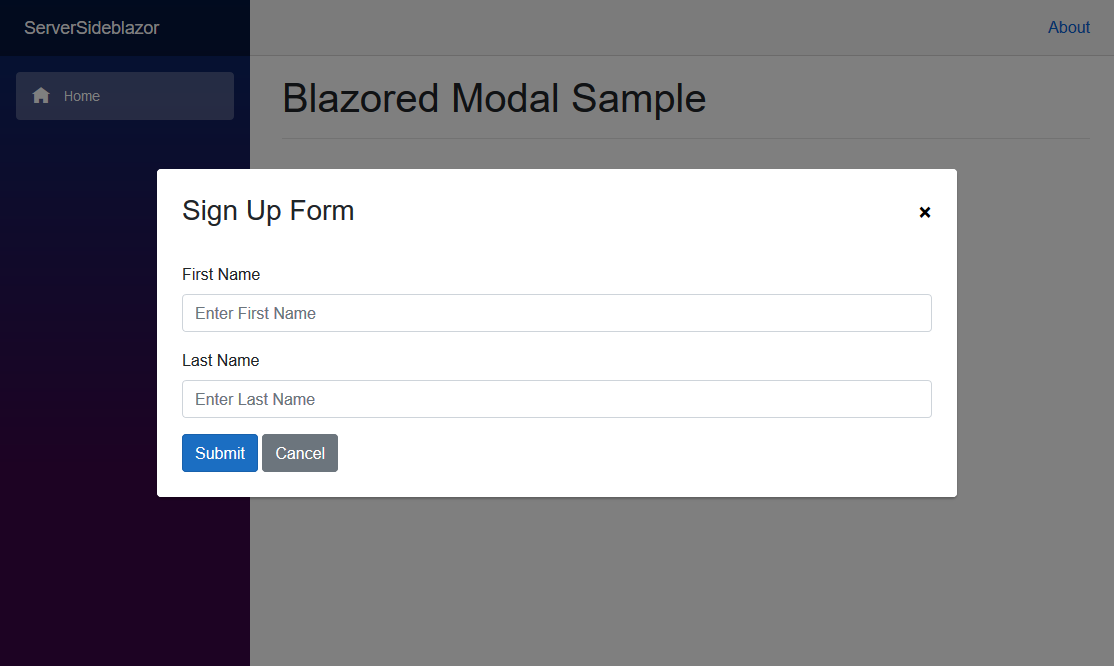 ServerSideblazor
About
Home
Blazored Modal Sample
Sign Up Form
×
First Name
Enter First Name
Last Name
Enter Last Name
Submit Cancel